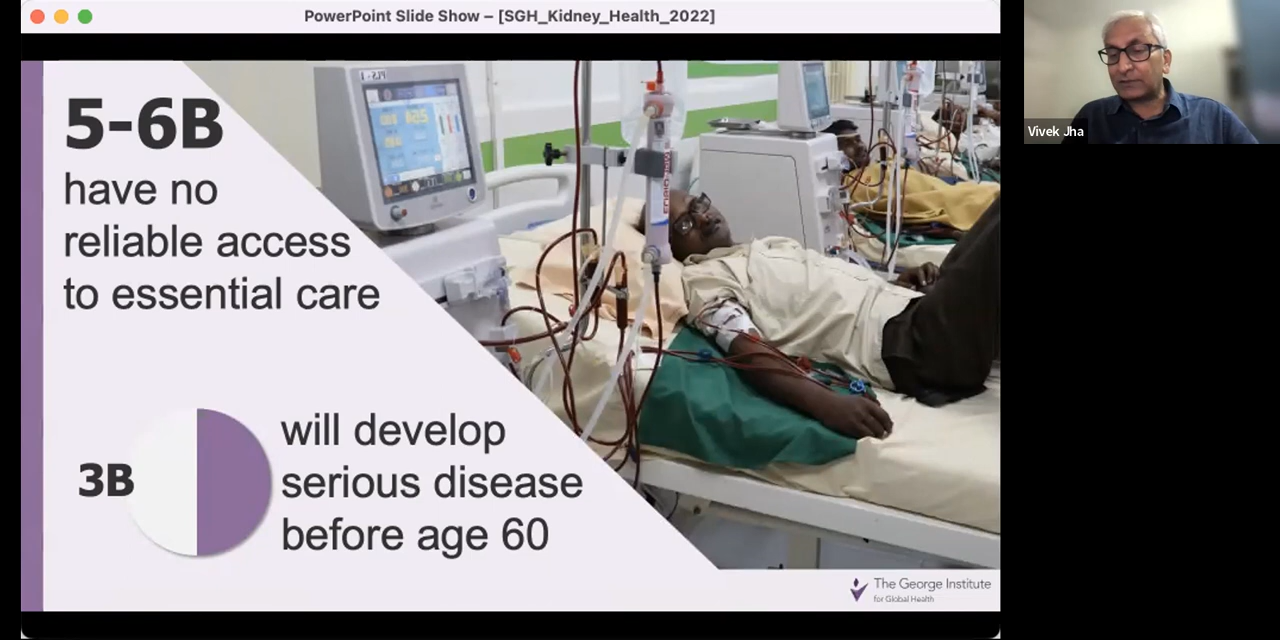 PowerPoint Slide Show – [SGH_Kidney_Health_2022]
5-6B
have no
reliable access
to essential care
3B
will develop
serious disease
before age 60
The George Institute
for Global Health
Vivek Jha